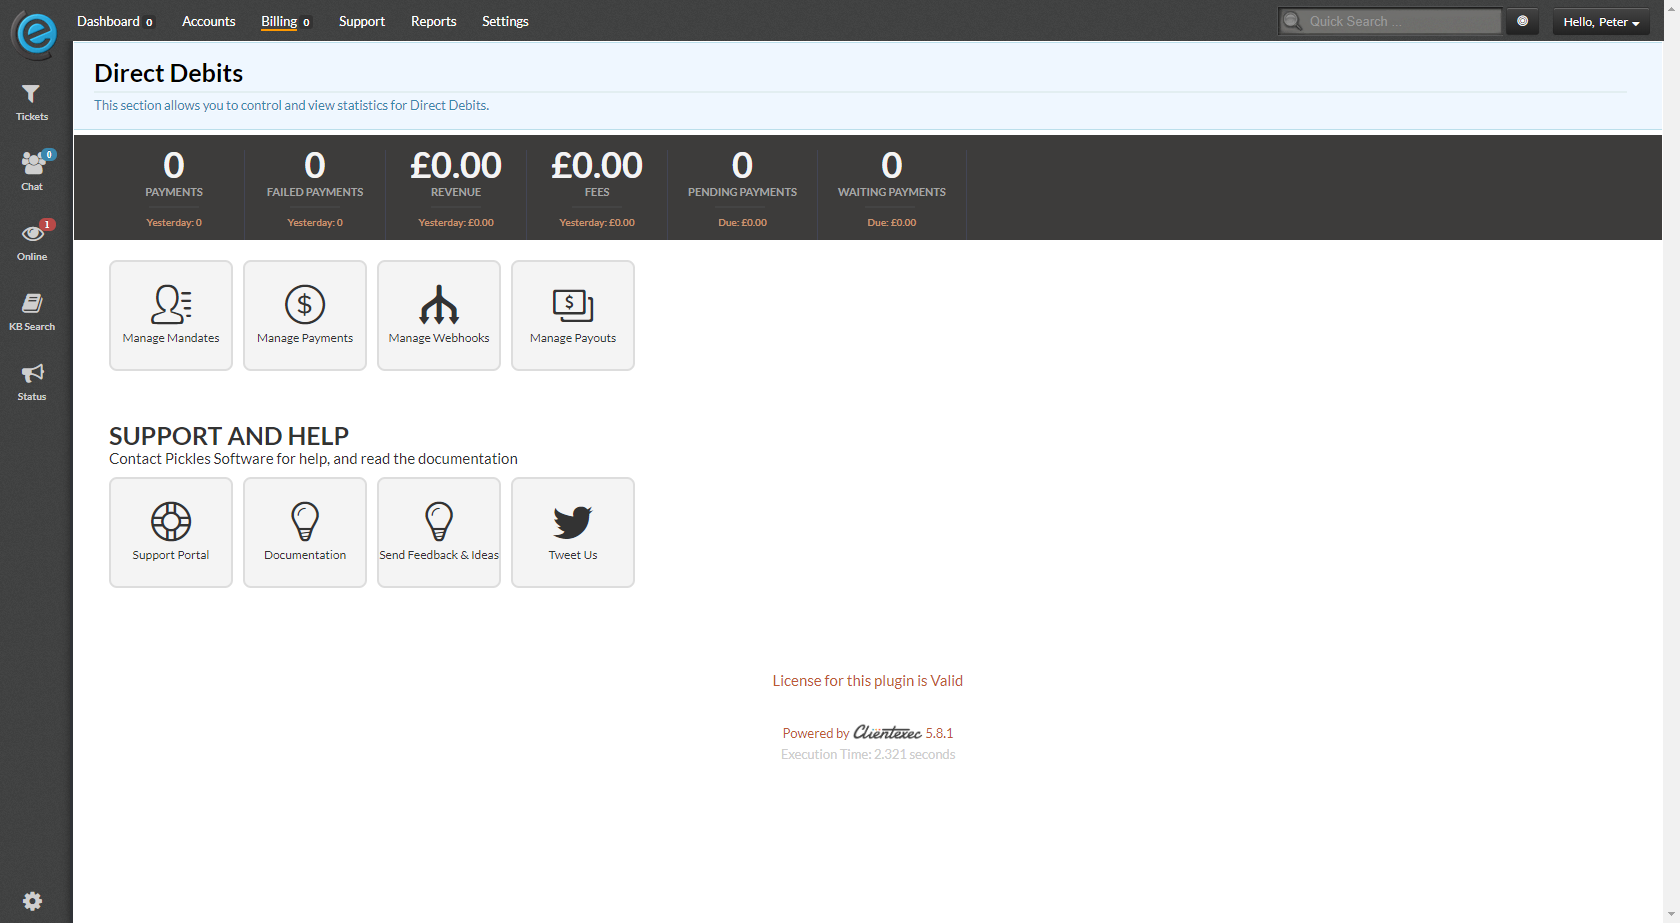 Dashboard 0 Accounts Billing 0 Support Reports Settings Quick Search ... Hello, Peter
Tickets
0
Chat
1
Online
KB Search
Status
Direct Debits
This section allows you to control and view statistics for Direct Debits.
0 0 £0.00 £0.00 0 0
PAYMENTS FAILED PAYMENTS REVENUE FEES PENDING PAYMENTS WAITING PAYMENTS
Yesterday: 0 Yesterday: 0 Yesterday: £0.00 Yesterday: £0.00 Due: £0.00 Due: £0.00
Manage Mandates Manage Payments Manage Webhooks Manage Payouts
SUPPORT AND HELP
Contact Pickles Software for help, and read the documentation
Support Portal Documentation Send Feedback & Ideas Tweet Us
License for this plugin is Valid
Powered by Clientexec 5.8.1
Execution Time: 2.321 seconds